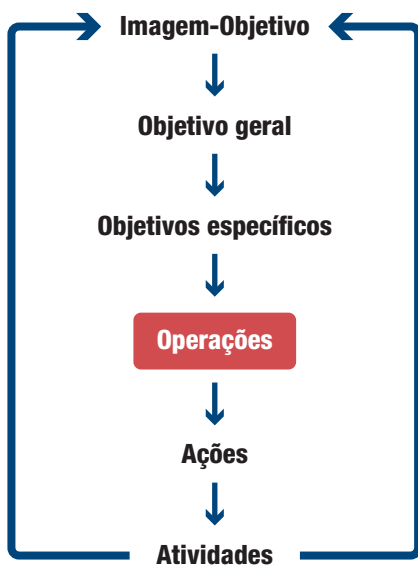 Imagem-Objetivo
Objetivo geral
Objetivos específicos
Operações
Ações
Atividades